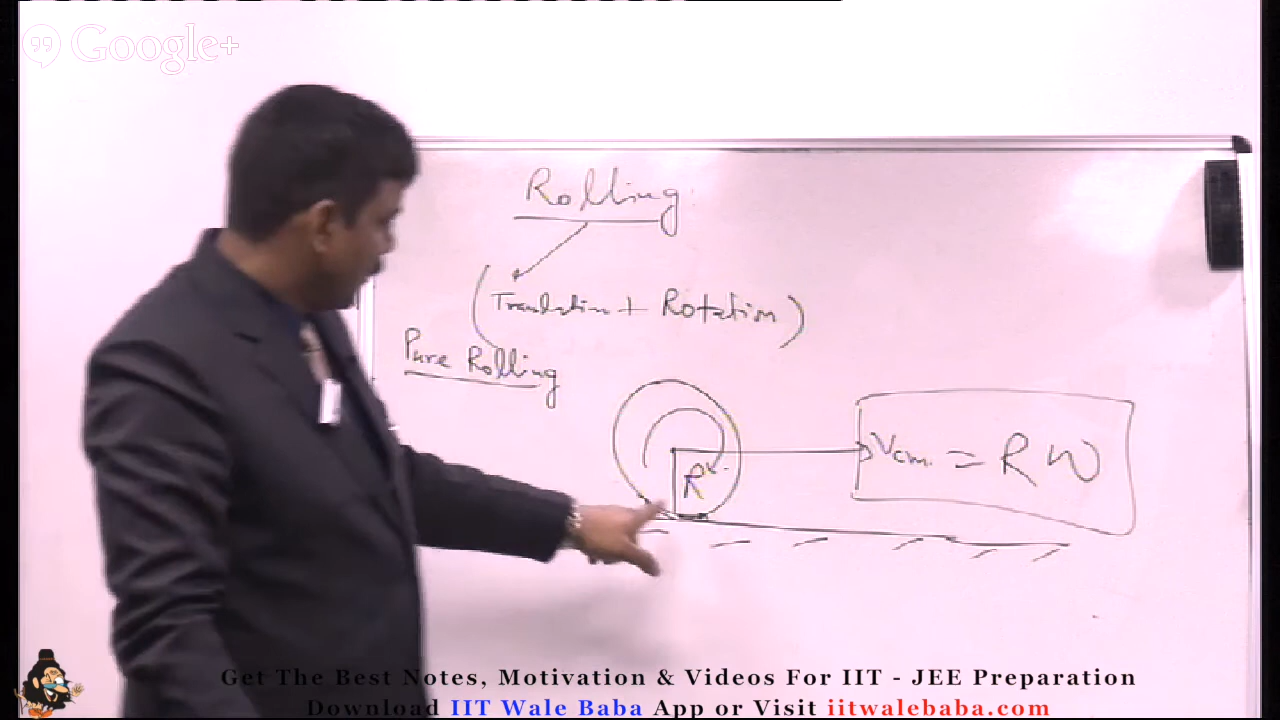 Google+
Rolling
(Translation + Rotation)
Pure Rolling
R
Vcm. = RW
Get The Best Notes, Motivation & Videos For IIT - JEE Preparation
Download IIT Wale Baba App or Visit iitwalebaba.com